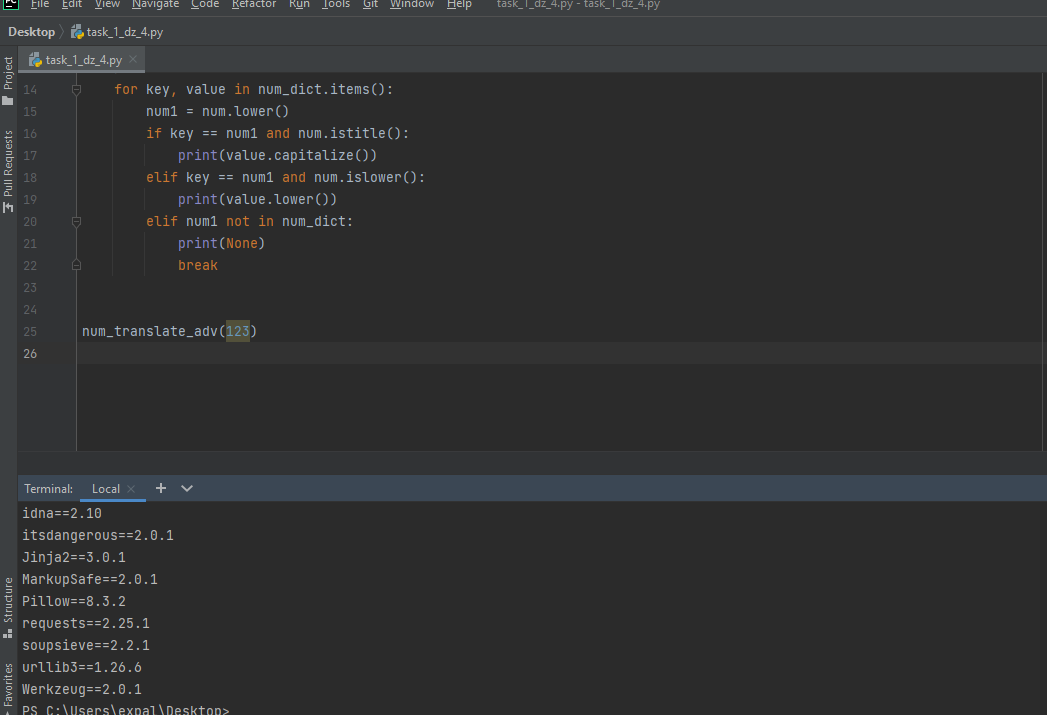 File Edit View Navigate Code Refactor Run Tools Git Window Help task_1_dz_4.py - task_1_dz_4.py
Desktop task_1_dz_4.py
task_1_dz_4.py
Project
Pull Requests
14 for key, value in num_dict.items():
15 num1 = num.lower()
16 if key == num1 and num.istitle():
17 print(value.capitalize())
18 elif key == num1 and num.islower():
19 print(value.lower())
20 elif num1 not in num_dict:
21 print(None)
22 break
23
24
25 num_translate_adv(123)
26
Terminal: Local
idna==2.10
itsdangerous==2.0.1
Jinja2==3.0.1
MarkupSafe==2.0.1
Pillow==8.3.2
requests==2.25.1
soupsieve==2.2.1
urllib3==1.26.6
Werkzeug==2.0.1
PS C:\Users\expal\Desktop>
Structure
Favorites